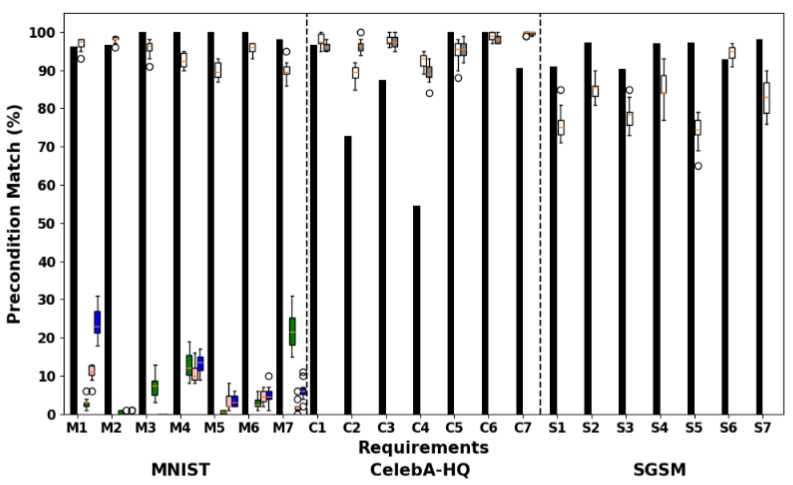 Precondition Match (%)
100
90
80
70
60
50
40
30
20
10
0
M1 M2 M3 M4 M5 M6 M7 C1 C2 C3 C4 C5 C6 C7 S1 S2 S3 S4 S5 S6 S7
Requirements
MNIST CelebA-HQ SGSM